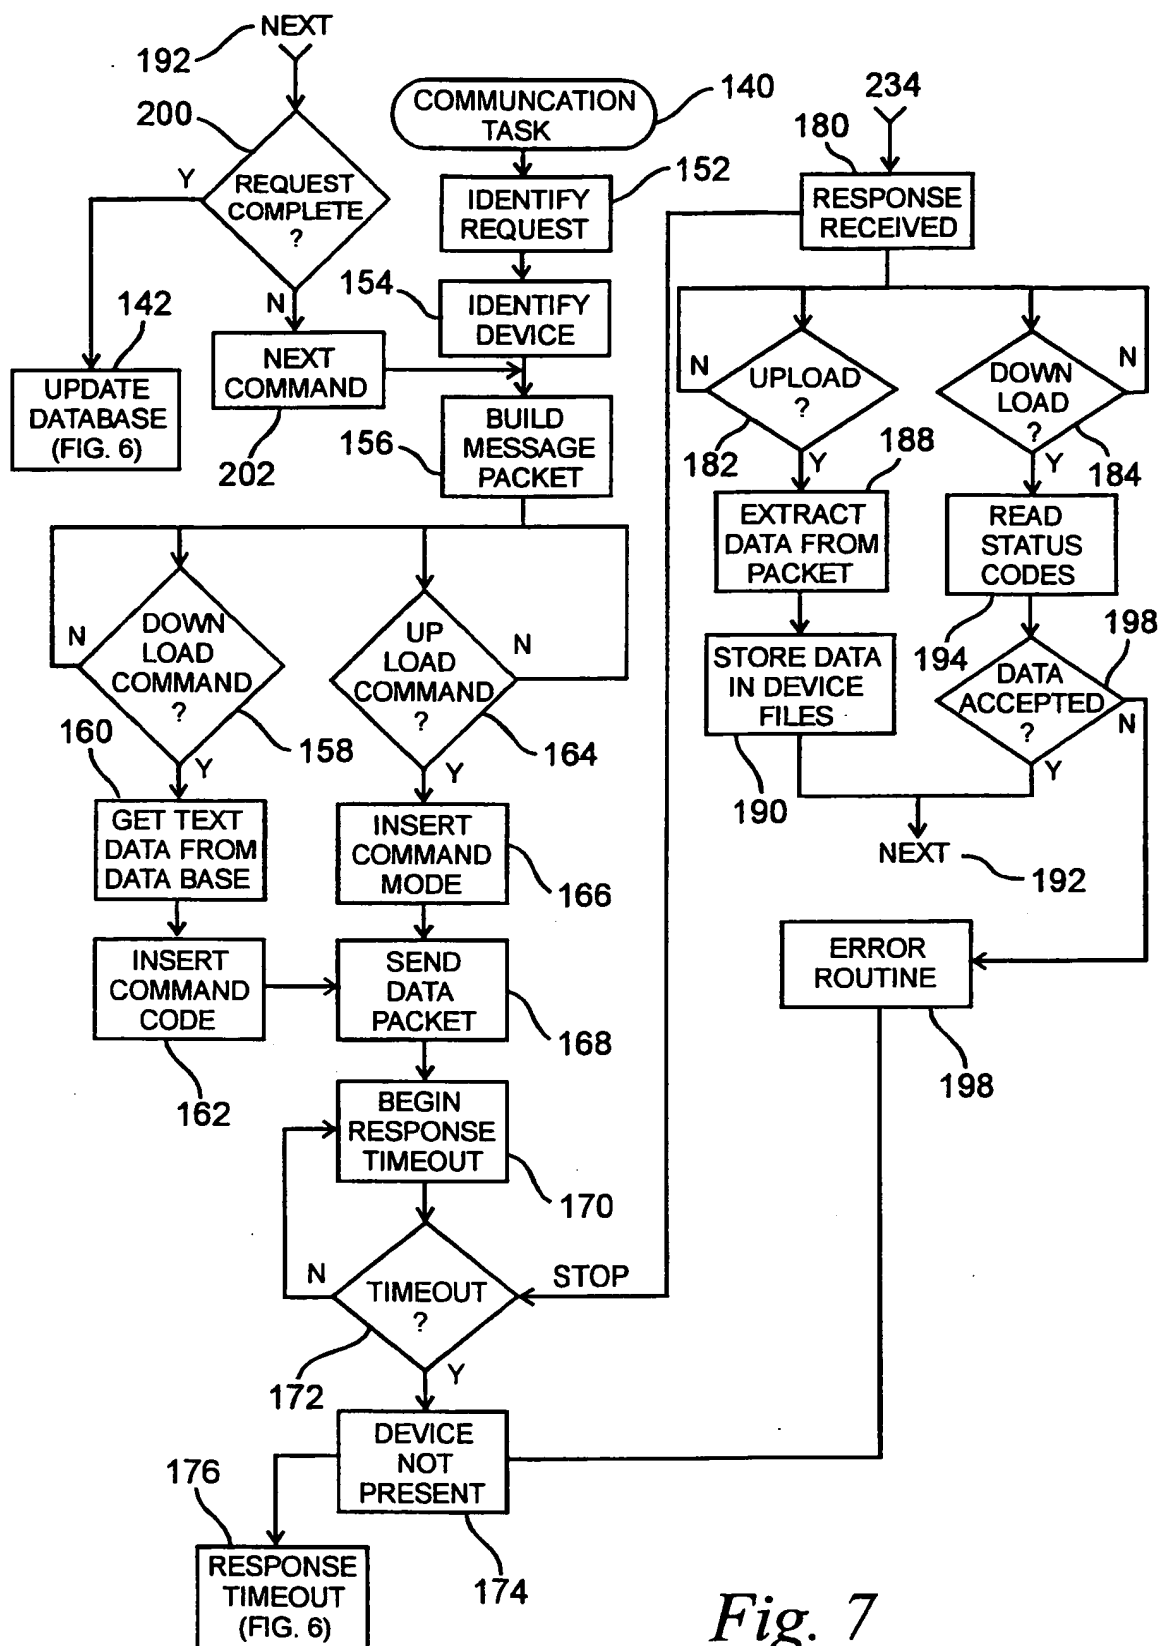 NEXT
192
200
REQUEST
COMPLETE
?
Y
N
142
UPDATE
DATABASE
(FIG. 6)
NEXT
COMMAND
202
COMMUNCATION
TASK
140
IDENTIFY
REQUEST
152
154
IDENTIFY
DEVICE
BUILD
MESSAGE
PACKET
156
DOWN
LOAD
COMMAND
?
N
Y
158
UP
LOAD
COMMAND
?
N
Y
164
160
GET TEXT
DATA FROM
DATA BASE
INSERT
COMMAND
MODE
166
INSERT
COMMAND
CODE
162
SEND
DATA
PACKET
168
BEGIN
RESPONSE
TIMEOUT
170
TIMEOUT
?
N
Y
STOP
172
DEVICE
NOT
PRESENT
174
176
RESPONSE
TIMEOUT
(FIG. 6)
234
180
RESPONSE
RECEIVED
UPLOAD
?
N
Y
182
DOWN
LOAD
?
N
Y
184
188
EXTRACT
DATA FROM
PACKET
READ
STATUS
CODES
194
STORE DATA
IN DEVICE
FILES
190
198
DATA
ACCEPTED
?
N
Y
NEXT
192
ERROR
ROUTINE
198
Fig. 7